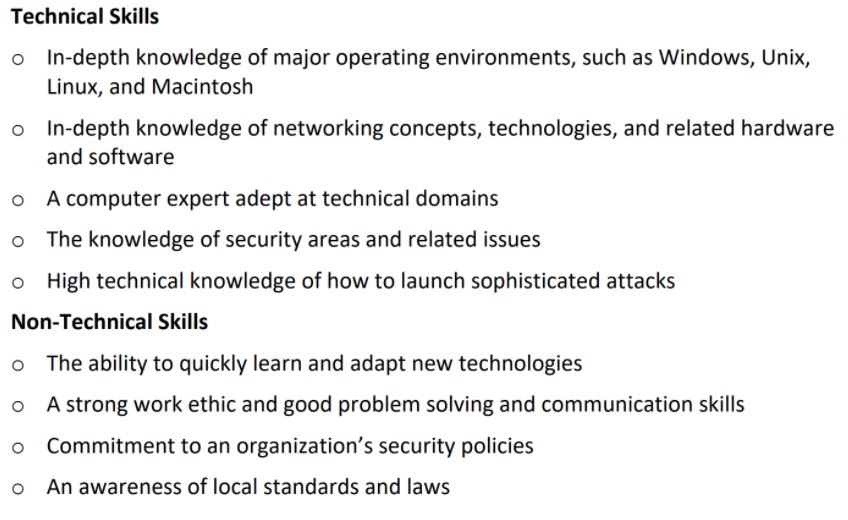 Technical Skills
o In-depth knowledge of major operating environments, such as Windows, Unix,
Linux, and Macintosh
o In-depth knowledge of networking concepts, technologies, and related hardware
and software
o A computer expert adept at technical domains
o The knowledge of security areas and related issues
o High technical knowledge of how to launch sophisticated attacks
Non-Technical Skills
o The ability to quickly learn and adapt new technologies
o A strong work ethic and good problem solving and communication skills
o Commitment to an organization’s security policies
o An awareness of local standards and laws